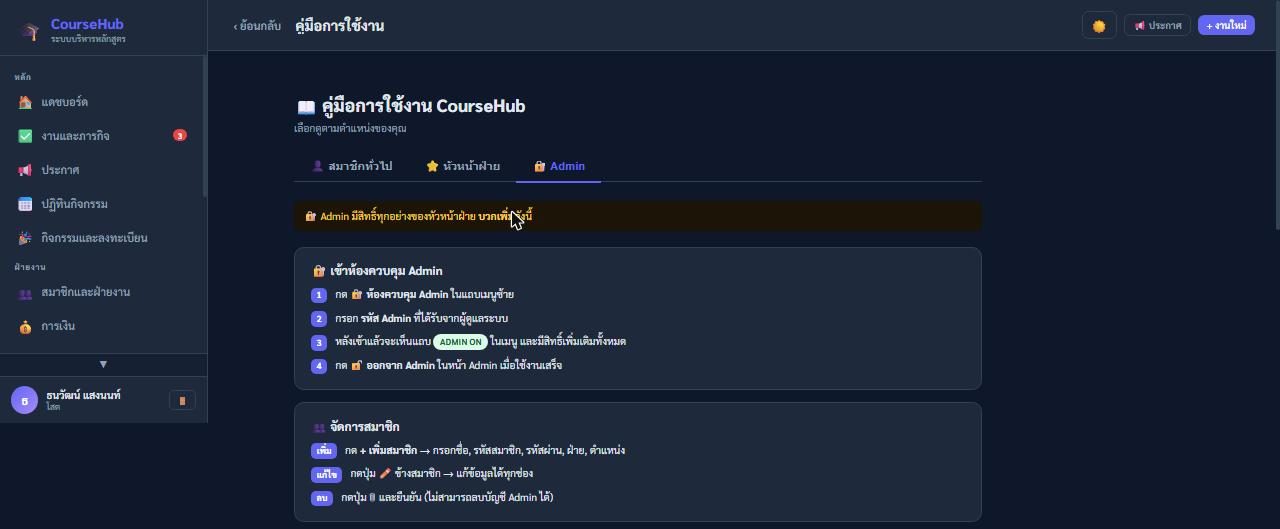 CourseHub
ระบบบริหารหลักสูตร
หลัก
แดชบอร์ด
งานและภารกิจ 3
ประกาศ
ปฏิทินกิจกรรม
กิจกรรมและลงทะเบียน
ฝ่ายงาน
สมาชิกและฝ่ายงาน
การเงิน
▼
ธ ธนวัฒน์ แสงนนท์
โสต
‹ ย้อนกลับ คู่มือการใช้งาน
ประกาศ + งานใหม่
คู่มือการใช้งาน CourseHub
เลือกดูตามตำแหน่งของคุณ
สมาชิกทั่วไป หัวหน้าฝ่าย Admin
Admin มีสิทธิ์ทุกอย่างของหัวหน้าฝ่าย
เข้าห้องควบคุม Admin
1 กด ห้องควบคุม Admin ในแถบเมนูซ้าย
2 กรอก รหัส Admin ที่ได้รับจากผู้ดูแลระบบ
3 หลังเข้าแล้วจะเห็นแถบ ADMIN ON ในเมนู และมีสิทธิ์เพิ่มเติมทั้งหมด
4 กด ออกจาก Admin ในหน้า Admin เมื่อใช้งานเสร็จ
จัดการสมาชิก
เพิ่ม กด + เพิ่มสมาชิก → กรอกชื่อ, รหัสสมาชิก, รหัสผ่าน, ฝ่าย, ตำแหน่ง
แก้ไข กดปุ่ม ข้างสมาชิก → แก้ข้อมูลได้ทุกช่อง
ลบ กดปุ่ม และยืนยัน (ไม่สามารถลบบัญชี Admin ได้)